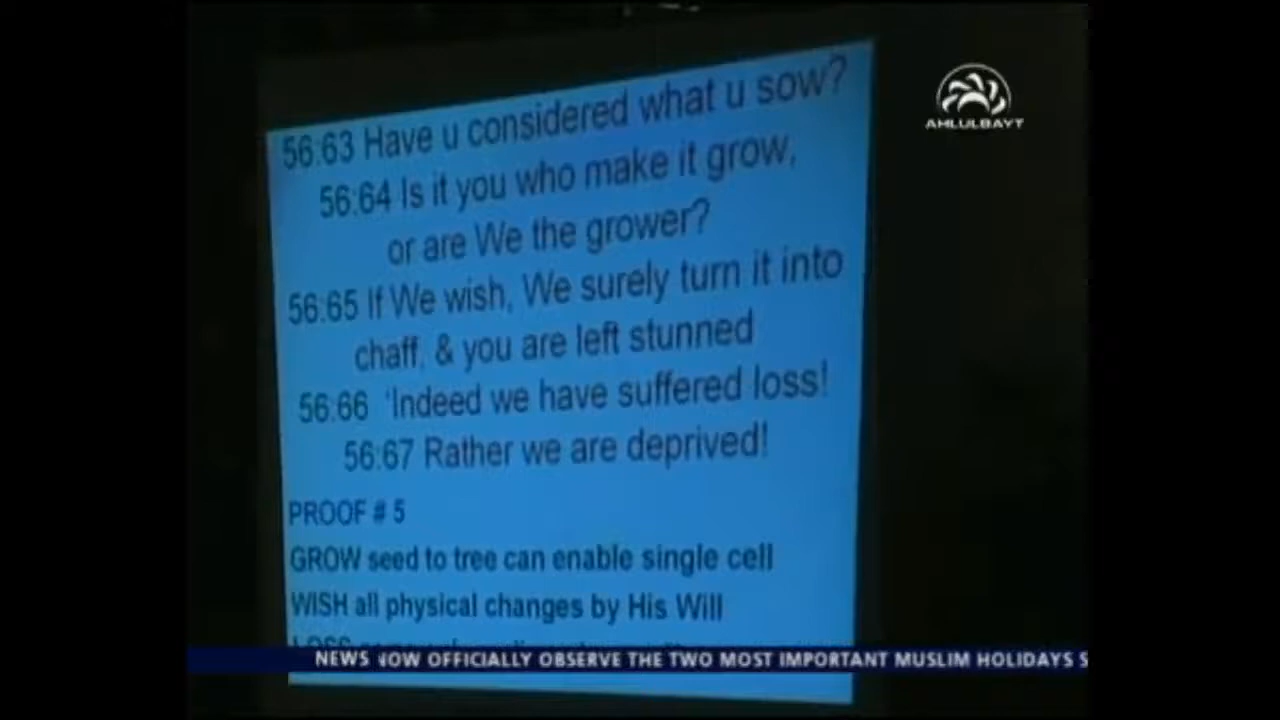 AHLULBAYT
56:63 Have u considered what u sow?
56:64 Is it you who make it grow,
or are We the grower?
56:65 If We wish, We surely turn it into
chaff, & you are left stunned
56:66 'Indeed we have suffered loss!
56:67 Rather we are deprived!
PROOF # 5
GROW seed to tree can enable single cell
WISH all physical changes by His Will
LOSS
NEWS NOW OFFICIALLY OBSERVE THE TWO MOST IMPORTANT MUSLIM HOLIDAYS S